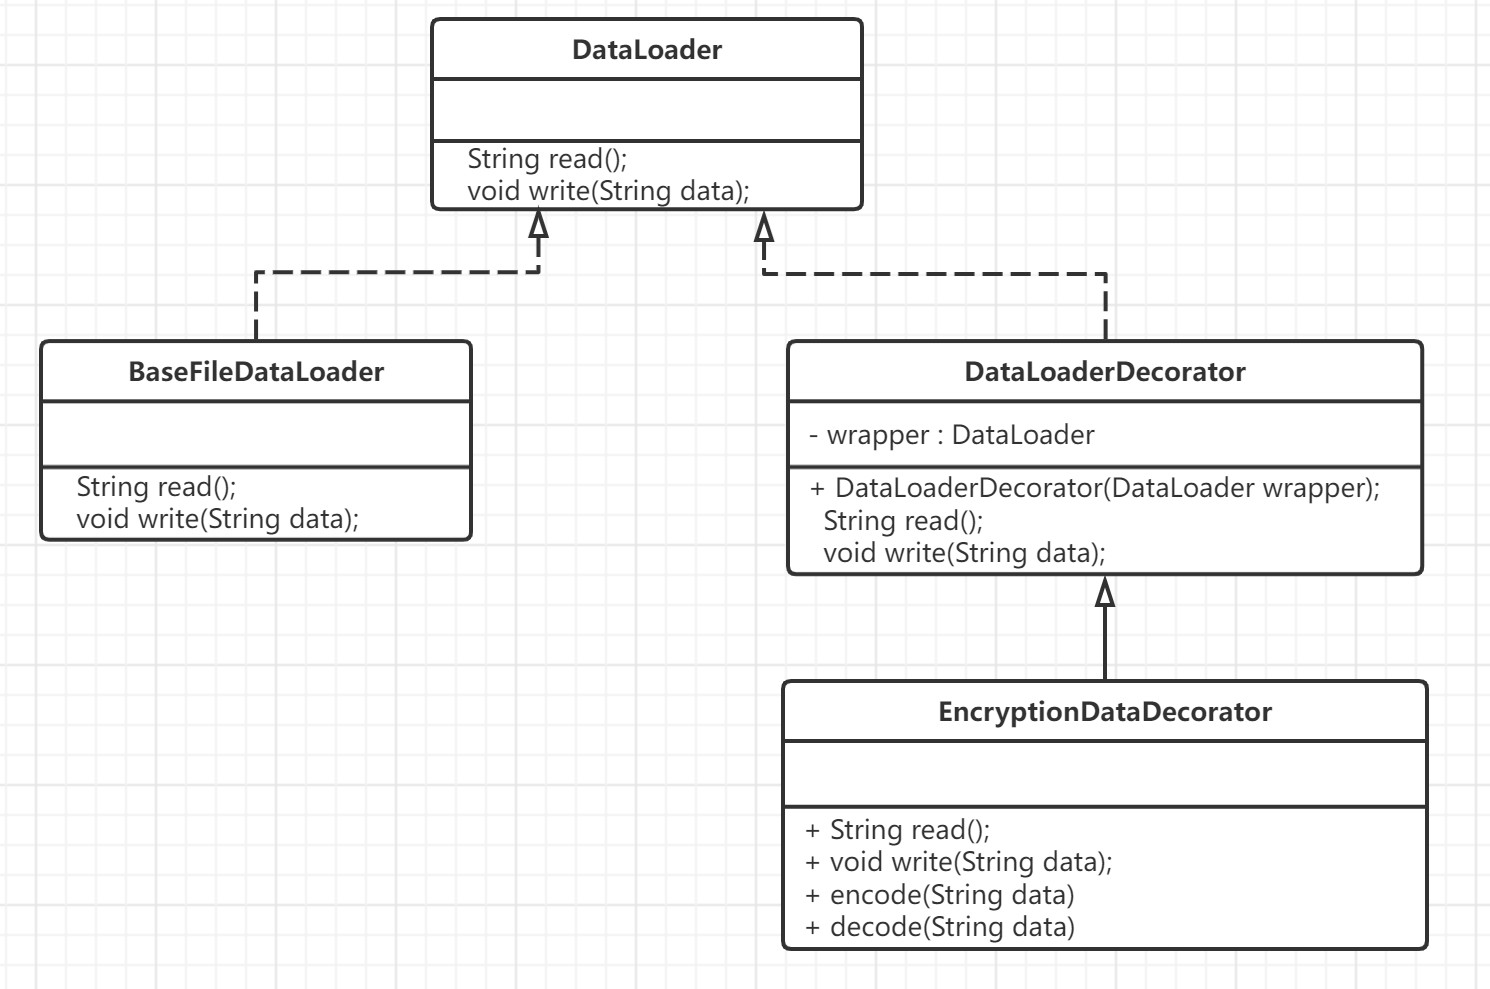 DataLoader
String read();
void write(String data);
BaseFileDataLoader
String read();
void write(String data);
DataLoaderDecorator
- wrapper : DataLoader
+ DataLoaderDecorator(DataLoader wrapper);
String read();
void write(String data);
EncryptionDataDecorator
+ String read();
+ void write(String data);
+ encode(String data)
+ decode(String data)